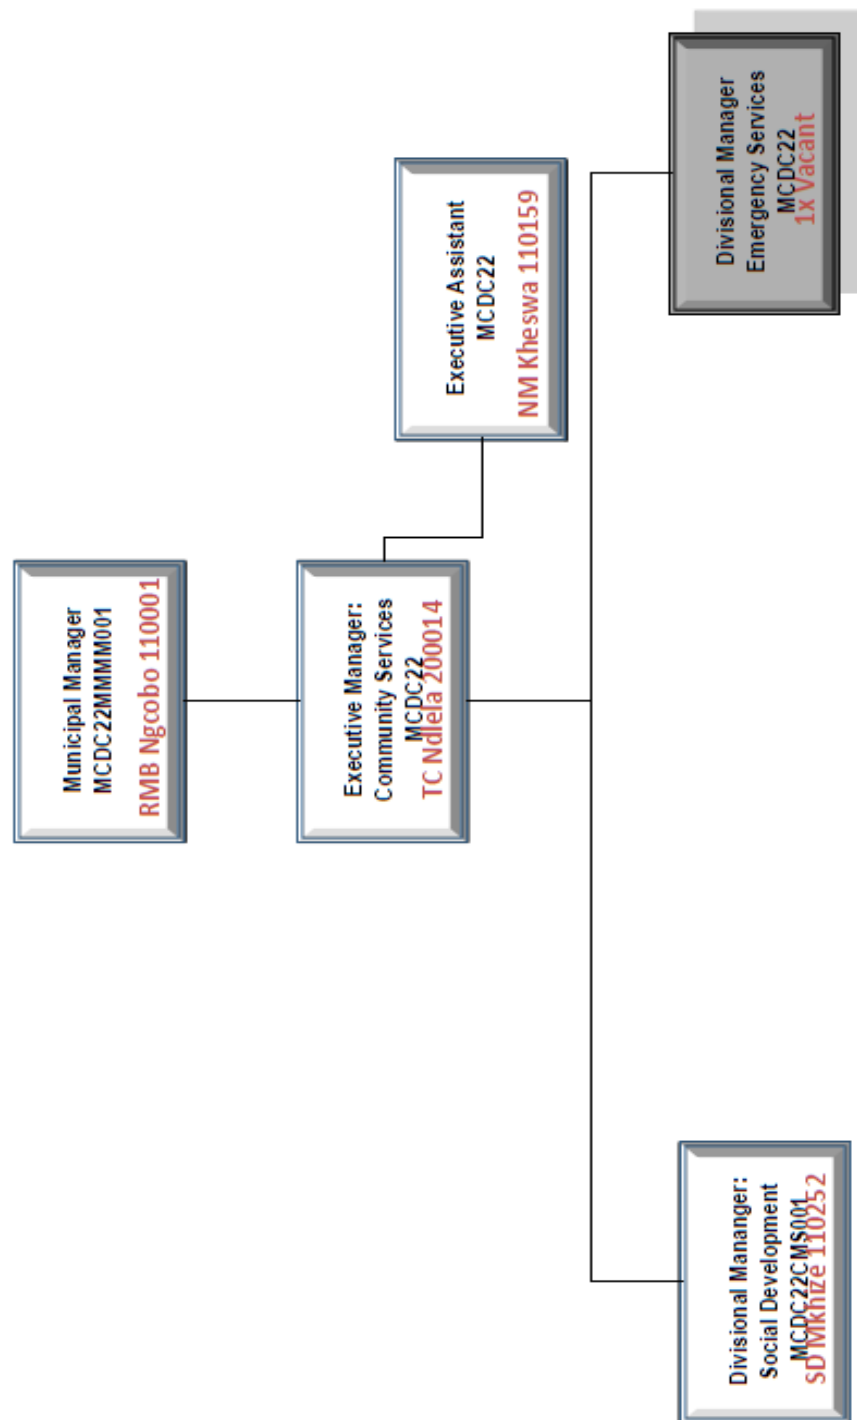 Municipal Manager
MCDC22MMMM001
RMB Ngcobo 110001
Executive Manager:
Community Services
MCDC22
TC Ndlela 200014
Executive Assistant
MCDC22
NM Kheswa 110159
Divisional Mananger:
Social Development
MCDC22CMS001
SD Mkhize 110252
Divisional Manager
Emergency Services
MCDC22
1x Vacant